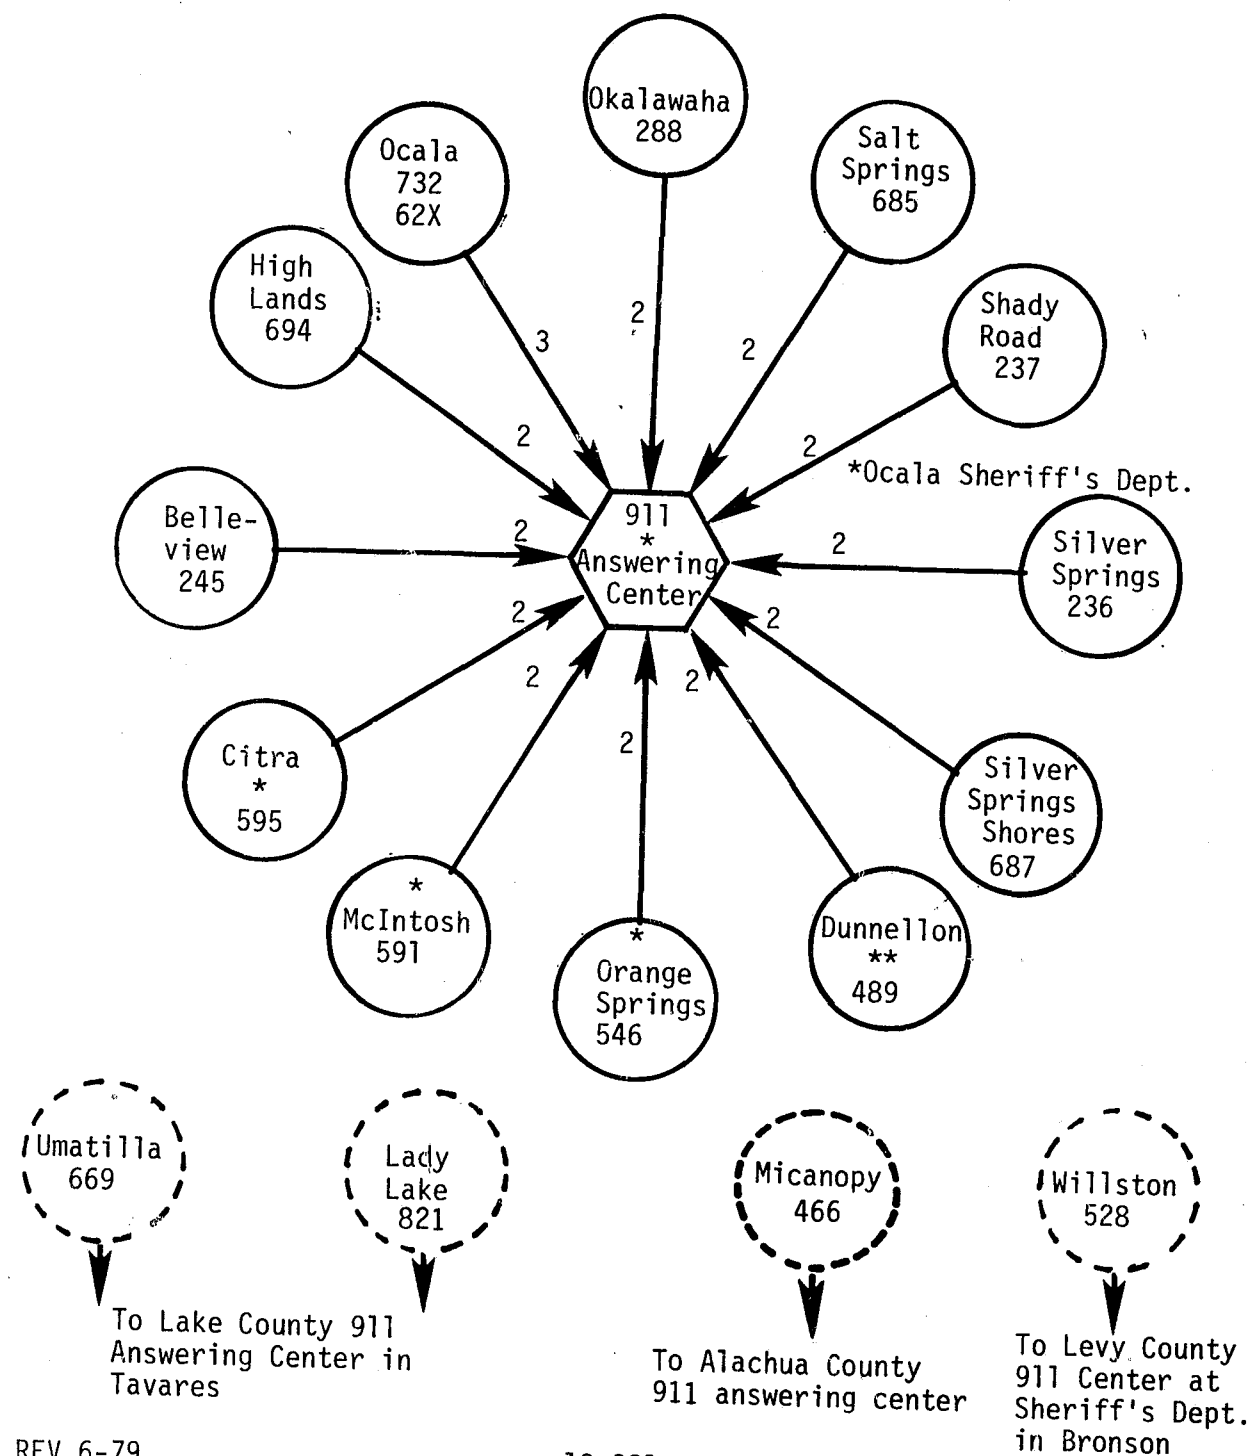 Okalawaha
288
Ocala
732
62X
Salt
Springs
685
High
Lands
694
Shady
Road
237
2
3
2
2
2
2
*Ocala Sheriff's Dept.
Belle-
view
245
2
911
*
Answering
Center
2
Silver
Springs
236
2
2
2
2
2
Citra
*
595
Silver
Springs
Shores
687
*
McIntosh
591
*
Orange
Springs
546
Dunnellon
**
489
Umatilla
669
Lady
Lake
821
Micanopy
466
Willston
528
To Lake County 911
Answering Center in
Tavares
To Alachua County
911 answering center
To Levy County
911 Center at
Sheriff's Dept.
in Bronson
REV 6-79